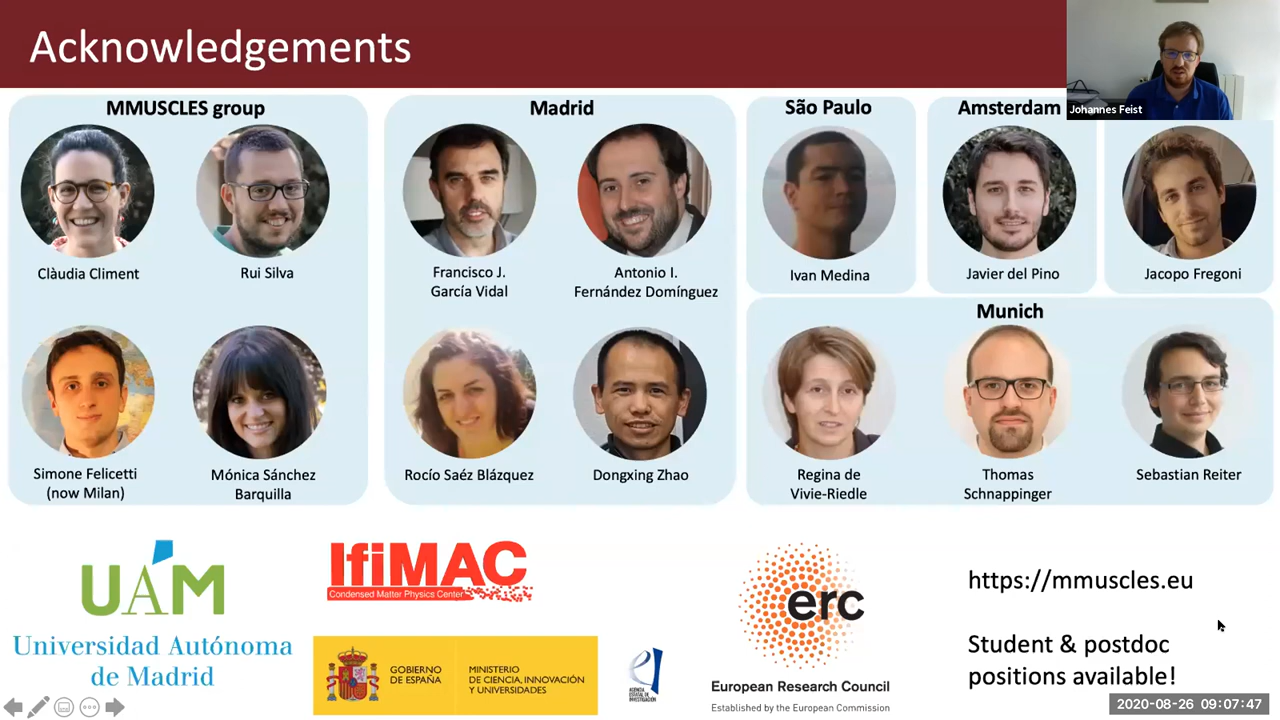 Acknowledgements
Johannes Feist
MMUSCLES group
Clàudia Climent
Rui Silva
Simone Felicetti
(now Milan)
Mónica Sánchez
Barquilla
Madrid
Francisco J.
García Vidal
Antonio I.
Fernández Domínguez
Rocío Saéz Blázquez
Dongxing Zhao
São Paulo
Ivan Medina
Amsterdam
Javier del Pino
Jacopo Fregoni
Munich
Regina de
Vivie-Riedle
Thomas
Schnappinger
Sebastian Reiter
UAM
Universidad Autónoma
de Madrid
IfiMAC
Condensed Matter Physics Center
GOBIERNO
DE ESPAÑA
MINISTERIO
DE CIENCIA, INNOVACIÓN
Y UNIVERSIDADES
AGENCIA
ESTATAL DE
INVESTIGACIÓN
erc
European Research Council
Established by the European Commission
https://mmuscles.eu
Student & postdoc
positions available!
2020-08-26 09:07:47